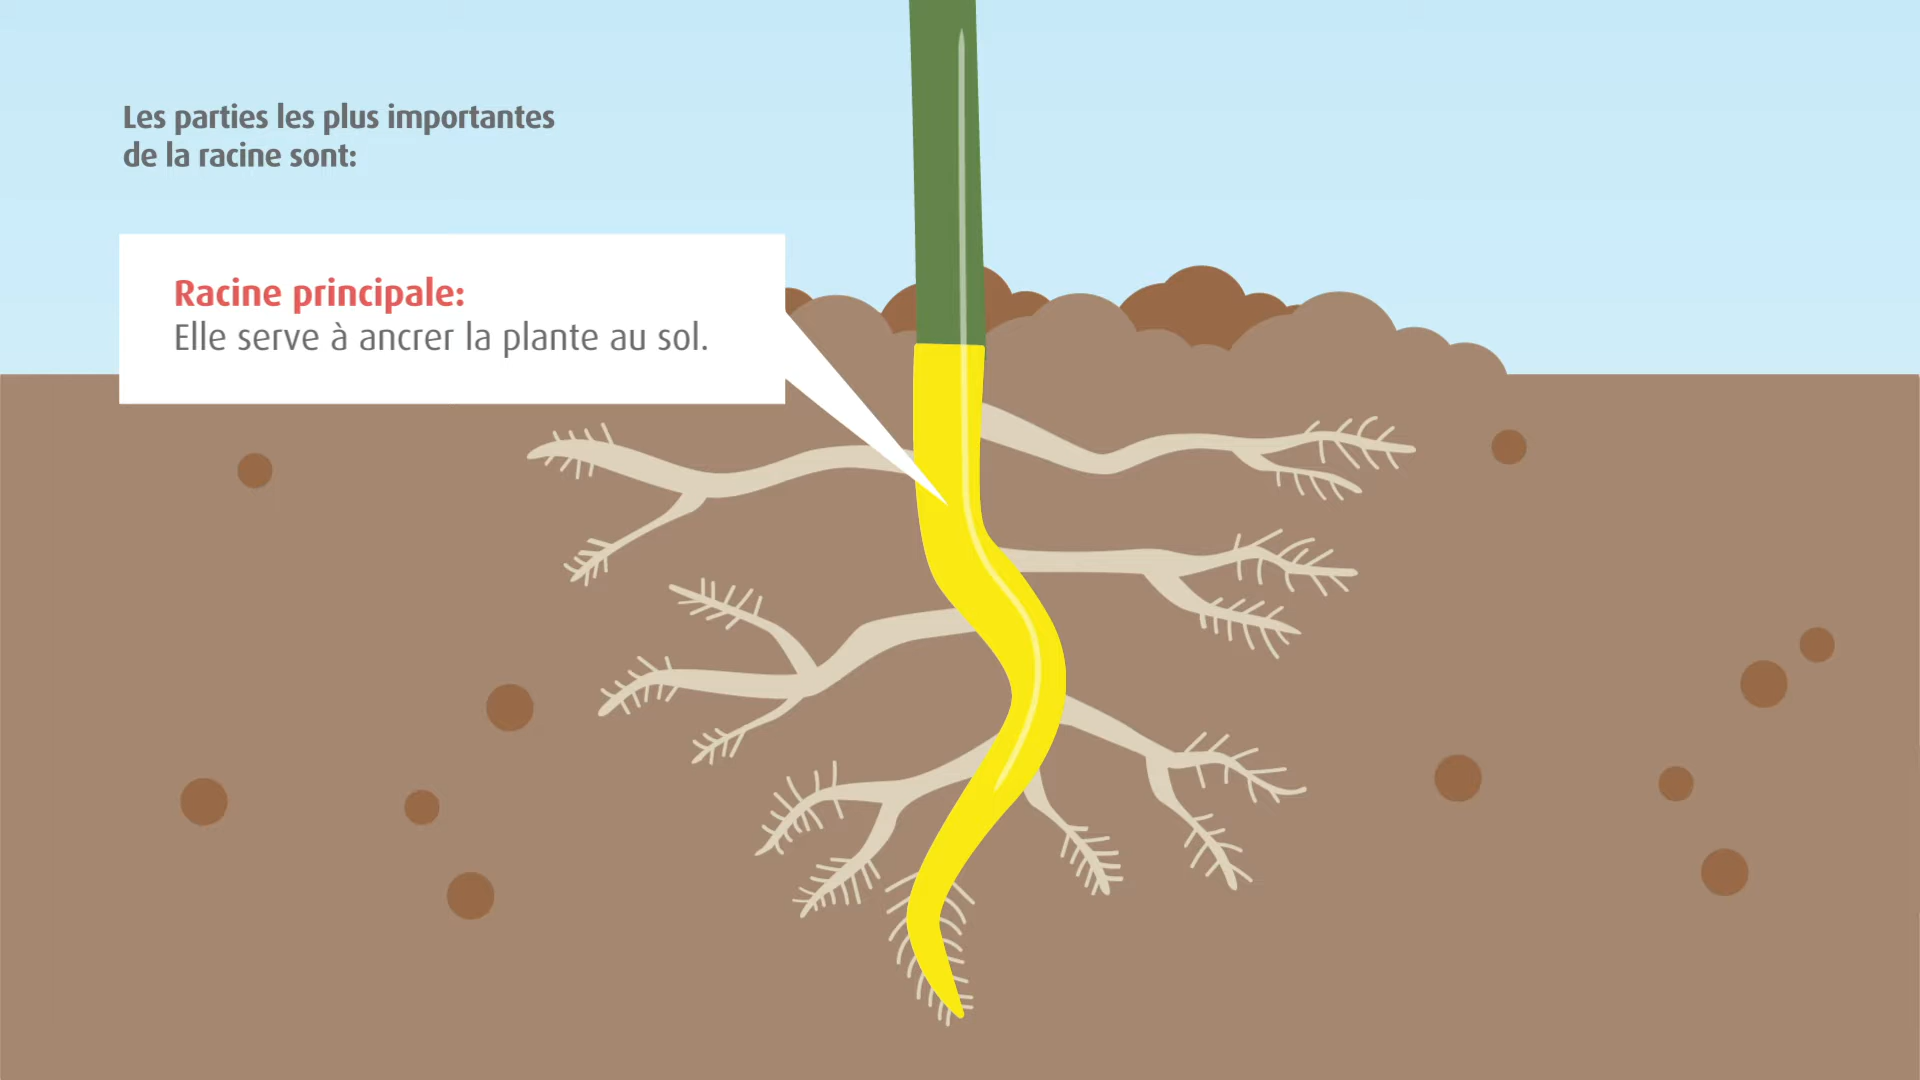 Les parties les plus importantes
de la racine sont:
Racine principale:
Elle serve à ancrer la plante au sol.